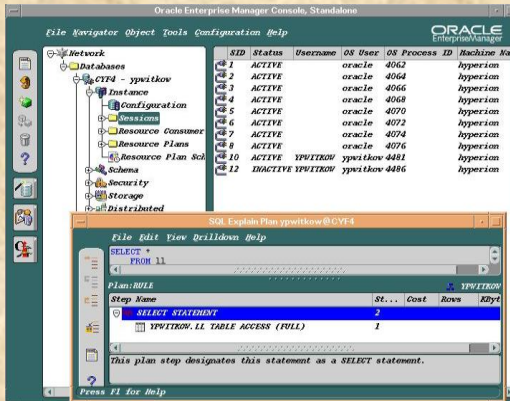 Oracle Enterprise Manager Console, Standalone
File Navigator Object Tools Configuration Help
ORACLE
EnterpriseManager
Network
Databases
CYF4 - ypwitkow
Instance
Configuration
Sessions
Resource Consumer
Resource Plans
Resource Plan Sch
Schema
Security
Storage
Distributed
SID Status Username OS User OS Process ID Machine Na
1 ACTIVE oracle 4062 hyperion
2 ACTIVE oracle 4064 hyperion
3 ACTIVE oracle 4066 hyperion
4 ACTIVE oracle 4068 hyperion
5 ACTIVE oracle 4070 hyperion
6 ACTIVE oracle 4072 hyperion
7 ACTIVE oracle 4074 hyperion
8 ACTIVE oracle 4076 hyperion
10 ACTIVE YPWITKOW ypwitkow 4481 hyperion
12 INACTIVE YPWITKOW ypwitkow 4486 hyperion
SQL Explain Plan ypwitkow@CYF4
File Edit View Drilldown Help
SELECT *
FROM ll
Plan:RULE
YPWITKOW
Step Name St... Cost Rows KByt
SELECT STATEMENT 2
YPWITKOW.LL TABLE ACCESS (FULL) 1
This plan step designates this statement as a SELECT statement.
Press F1 for Help